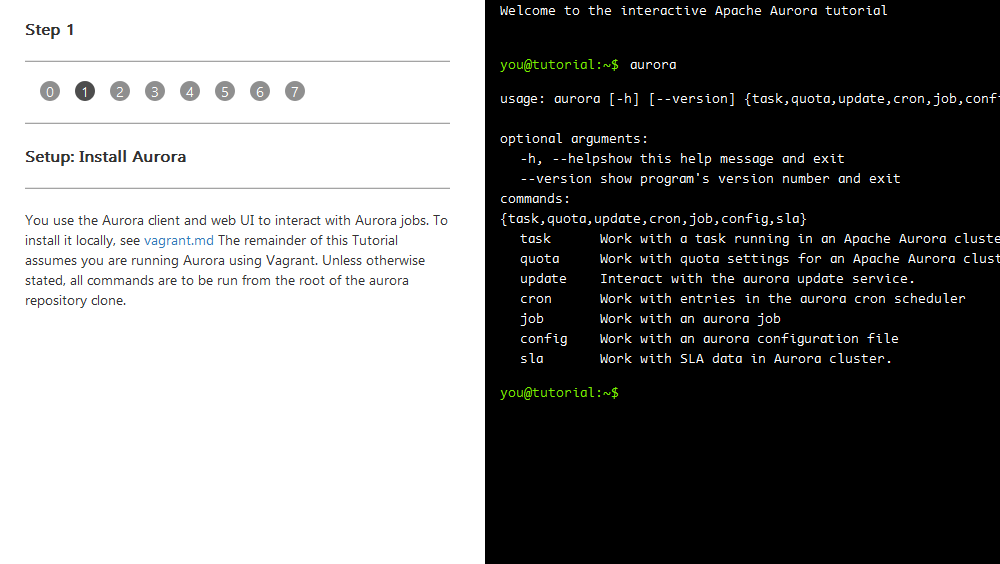 Step 1
0 1 2 3 4 5 6 7
Setup: Install Aurora
You use the Aurora client and web UI to interact with Aurora jobs. To
install it locally, see vagrant.md The remainder of this Tutorial
assumes you are running Aurora using Vagrant. Unless otherwise
stated, all commands are to be run from the root of the aurora
repository clone.
Welcome to the interactive Apache Aurora tutorial
you@tutorial:~$ aurora
usage: aurora [-h] [--version] {task,quota,update,cron,job,conf
optional arguments:
-h, --helpshow this help message and exit
--version show program's version number and exit
commands:
{task,quota,update,cron,job,config,sla}
task Work with a task running in an Apache Aurora cluste
quota Work with quota settings for an Apache Aurora clust
update Interact with the aurora update service.
cron Work with entries in the aurora cron scheduler
job Work with an aurora job
config Work with an aurora configuration file
sla Work with SLA data in Aurora cluster.
you@tutorial:~$